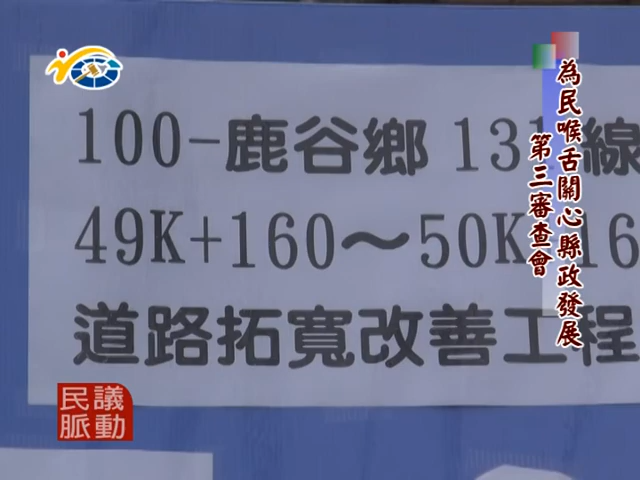 100-鹿谷鄉 131線
49K+160～50K 16
道路拓寬改善工程
為民喉舌關心縣政發展
第三審查會
民議
脈動